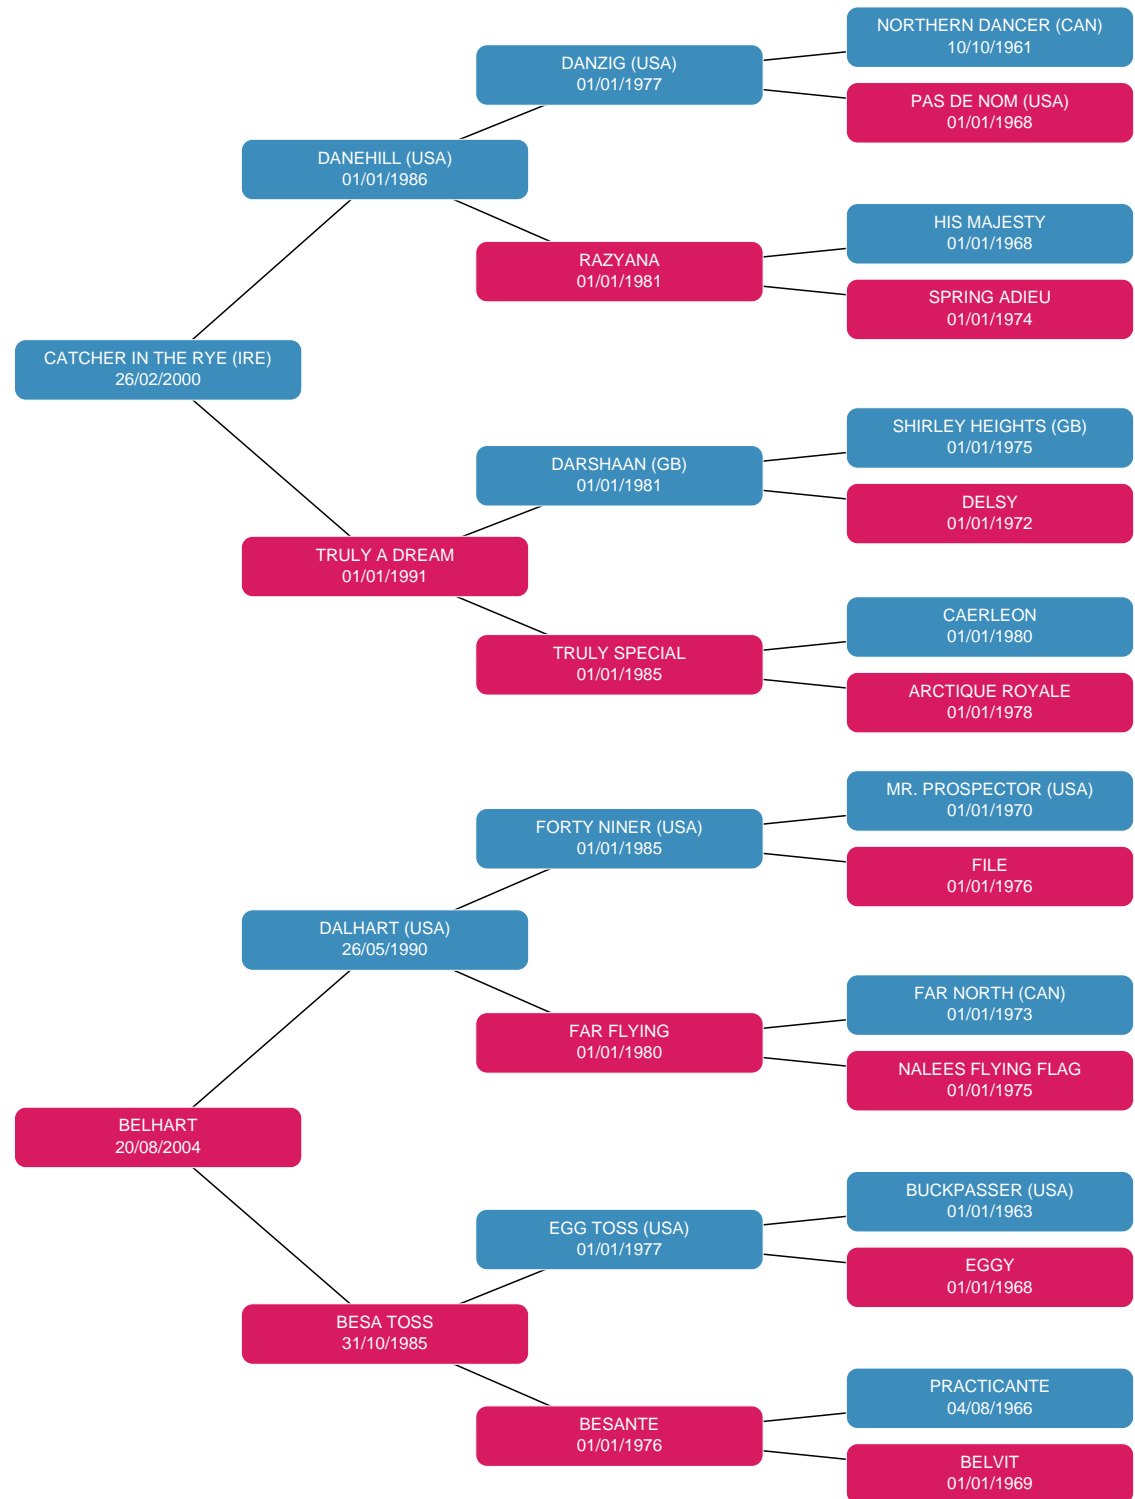 NORTHERN DANCER (CAN)
10/10/1961
DANZIG (USA)
01/01/1977
PAS DE NOM (USA)
01/01/1968
DANEHILL (USA)
01/01/1986
HIS MAJESTY
01/01/1968
RAZYANA
01/01/1981
SPRING ADIEU
01/01/1974
CATCHER IN THE RYE (IRE)
26/02/2000
SHIRLEY HEIGHTS (GB)
01/01/1975
DARSHAAN (GB)
01/01/1981
DELSY
01/01/1972
TRULY A DREAM
01/01/1991
CAERLEON
01/01/1980
TRULY SPECIAL
01/01/1985
ARCTIQUE ROYALE
01/01/1978
MR. PROSPECTOR (USA)
01/01/1970
FORTY NINER (USA)
01/01/1985
FILE
01/01/1976
DALHART (USA)
26/05/1990
FAR NORTH (CAN)
01/01/1973
FAR FLYING
01/01/1980
NALEES FLYING FLAG
01/01/1975
BELHART
20/08/2004
BUCKPASSER (USA)
01/01/1963
EGG TOSS (USA)
01/01/1977
EGGY
01/01/1968
BESA TOSS
31/10/1985
PRACTICANTE
04/08/1966
BESANTE
01/01/1976
BELVIT
01/01/1969